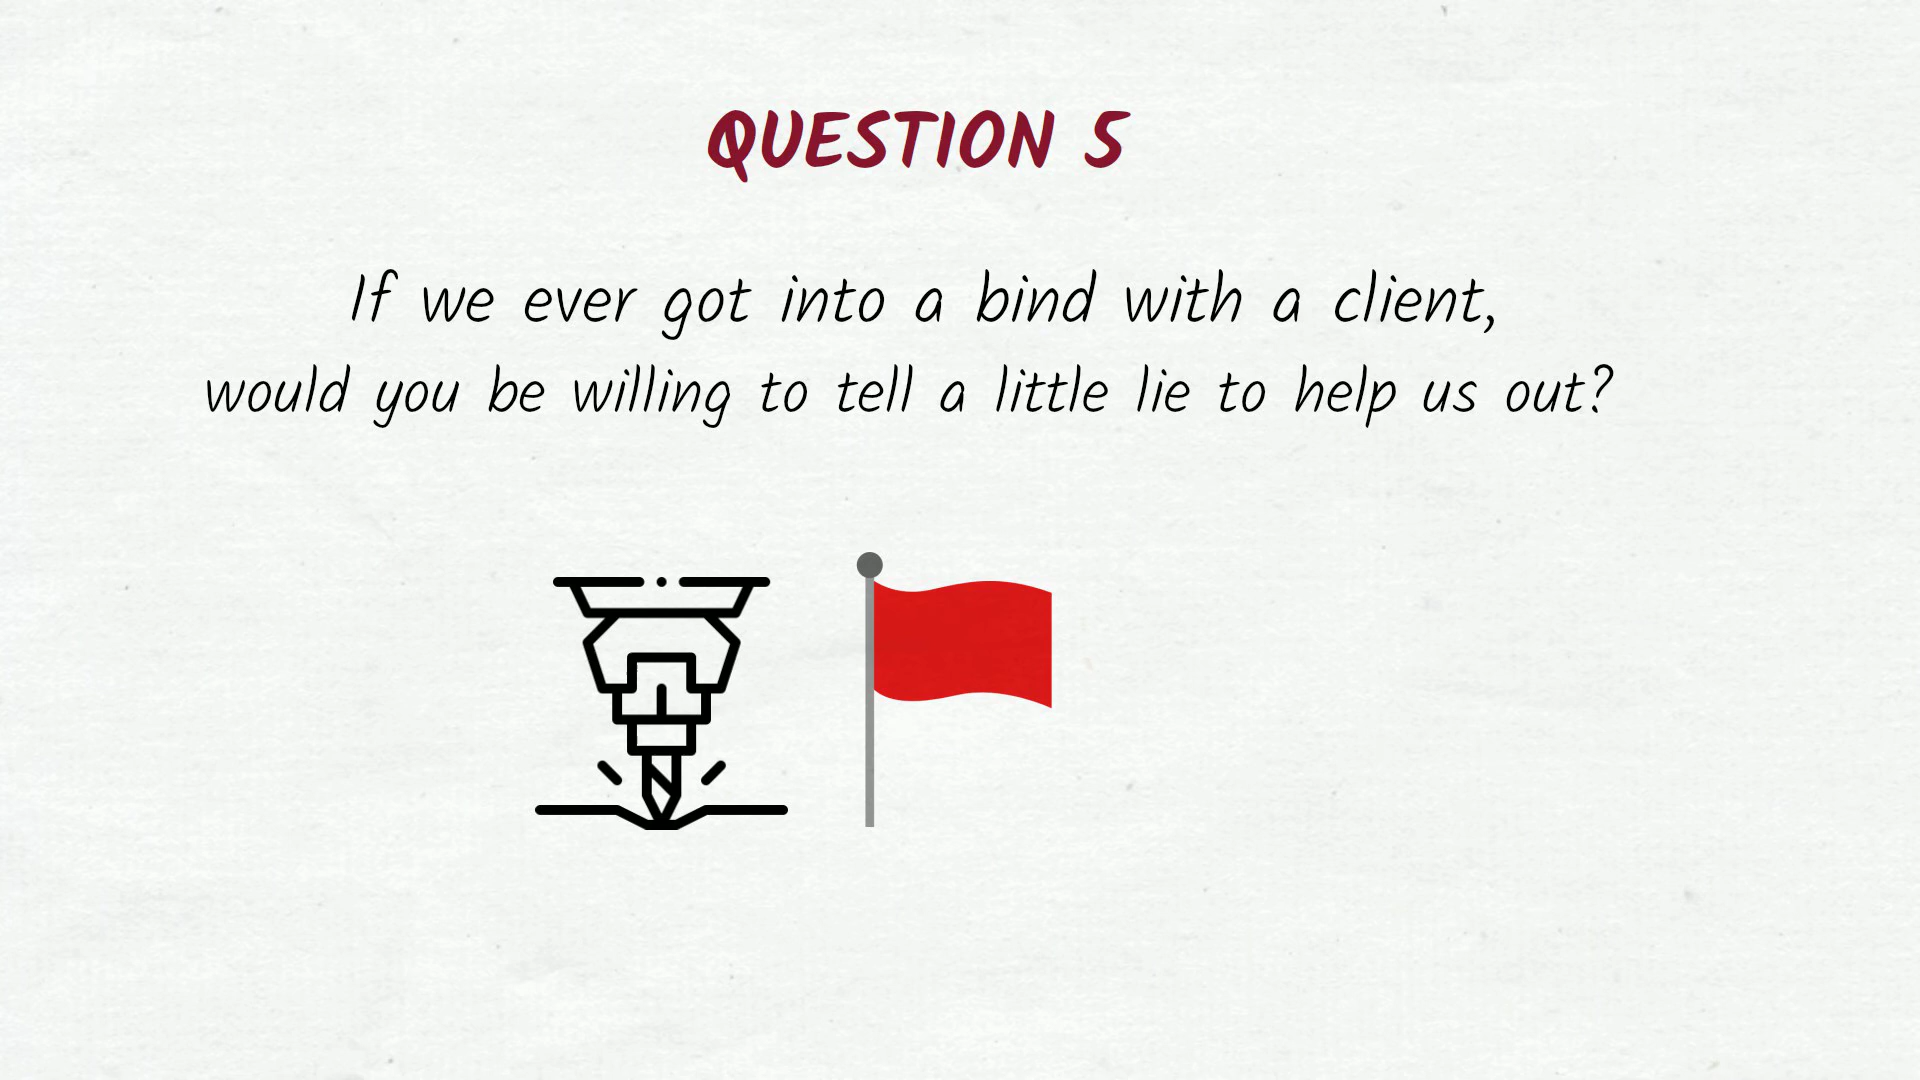 QUESTION 5
If we ever got into a bind with a client,
would you be willing to tell a little lie to help us out?